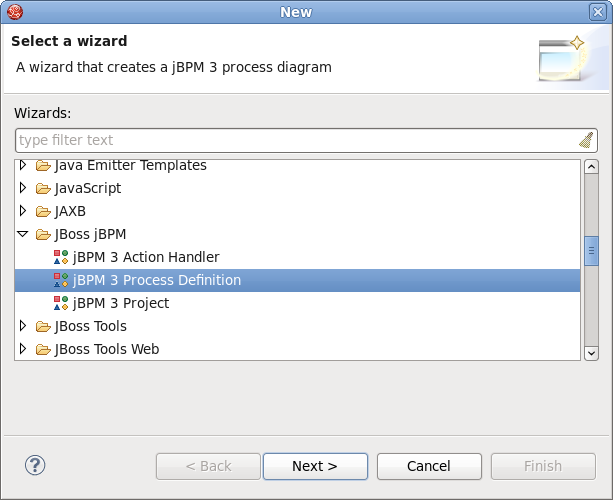 New
Select a wizard
A wizard that creates a jBPM 3 process diagram
Wizards:
type filter text
Java Emitter Templates
JavaScript
JAXB
JBoss jBPM
jBPM 3 Action Handler
jBPM 3 Process Definition
jBPM 3 Project
JBoss Tools
JBoss Tools Web
?
< Back
Next >
Cancel
Finish